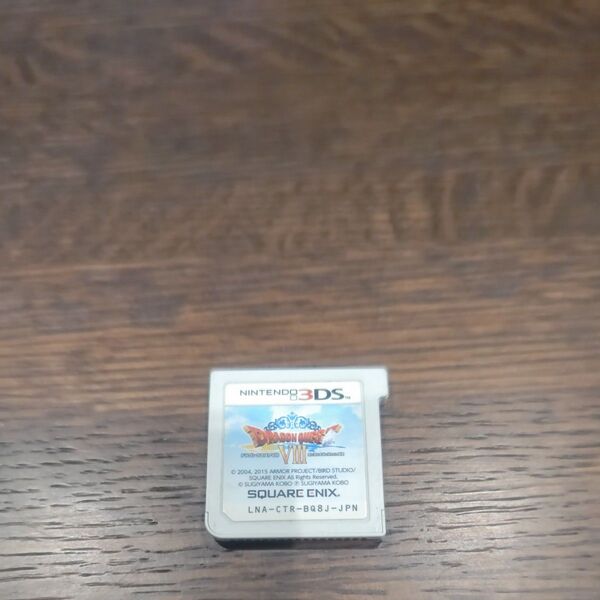 NINTENDO 3DS™
DRAGON QUEST
VIII
© 2004, 2015 ARMOR PROJECT/BIRD STUDIO/
SQUARE ENIX All Rights Reserved.
© SUGIYAMA KOBO ℗ SUGIYAMA KOBO
SQUARE ENIX.
LNA-CTR-BQ8J-JPN